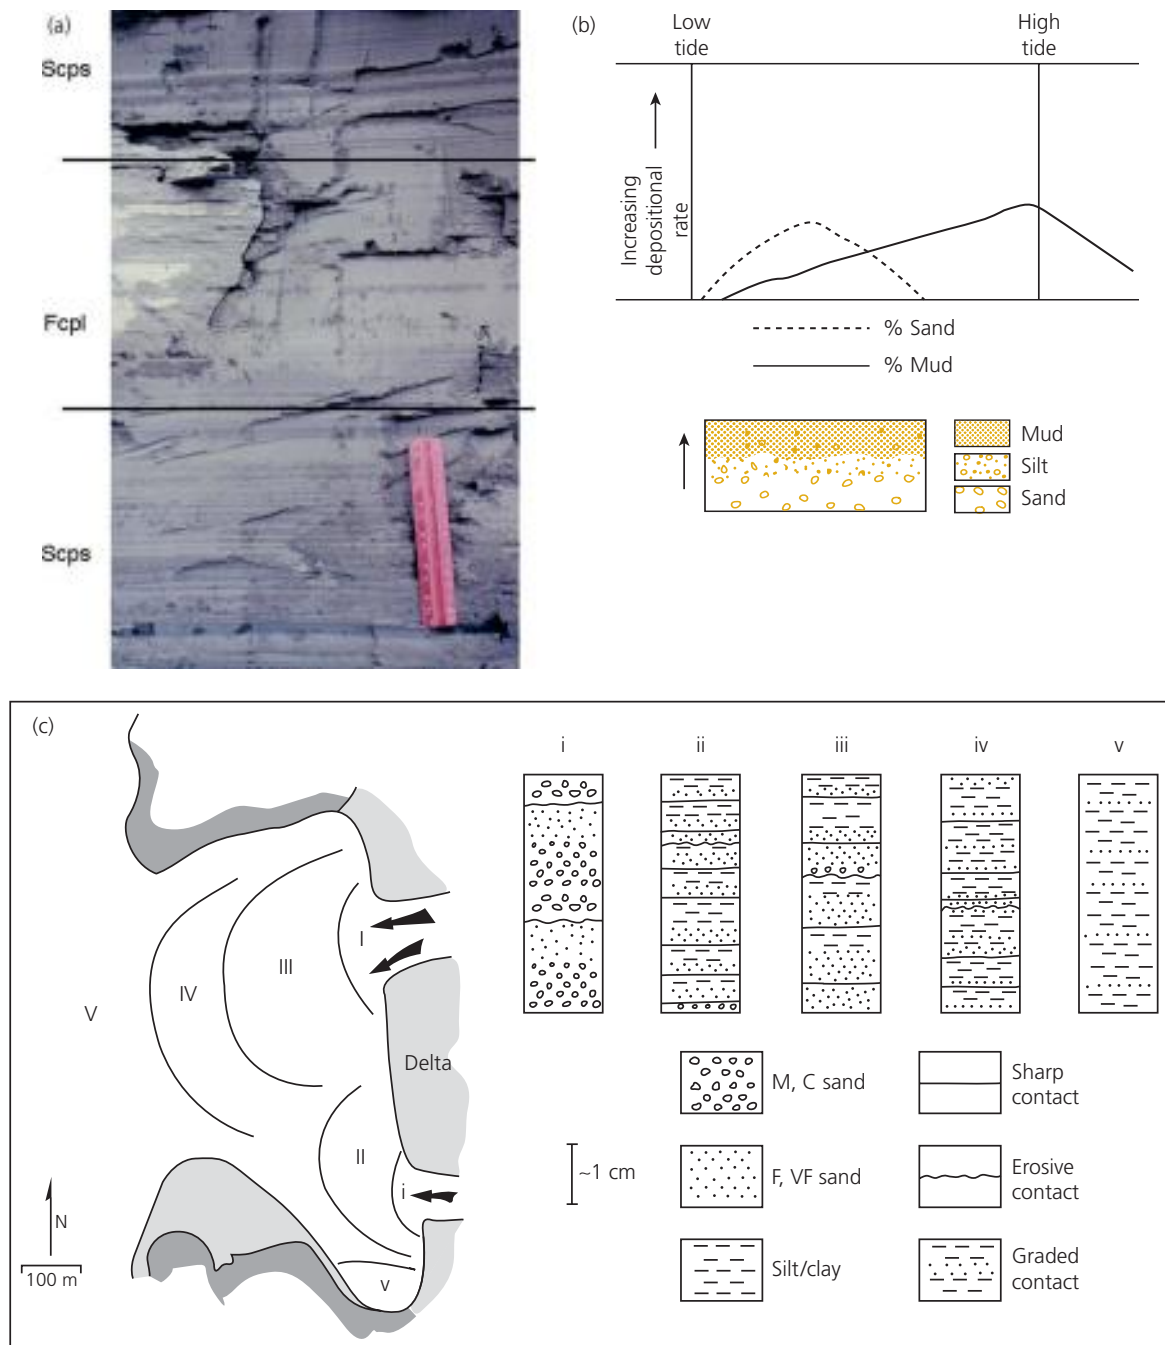 (a)
Scps
Fcpl
Scps
(b)
Low
tide
High
tide
Increasing
depositional
rate
% Sand
% Mud
Mud
Silt
Sand
(c)
i
ii
iii
iv
v
I
III
IV
V
Delta
II
i
v
N
100 m
~1 cm
M, C sand
F, VF sand
Silt/clay
Sharp
contact
Erosive
contact
Graded
contact